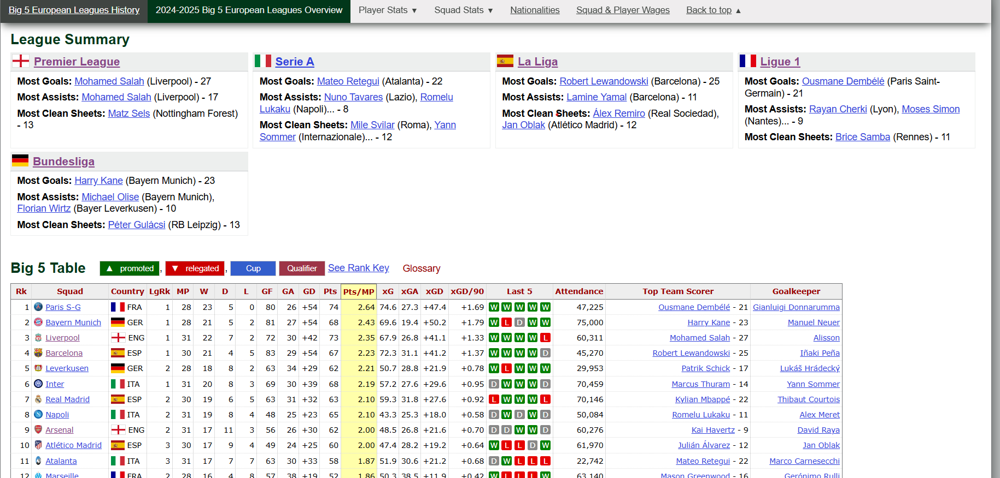 Big 5 European Leagues History 2024-2025 Big 5 European Leagues Overview Player Stats ▼ Squad Stats ▼ Nationalities Squad & Player Wages Back to top ▲
League Summary
Premier League
Most Goals: Mohamed Salah (Liverpool) - 27
Most Assists: Mohamed Salah (Liverpool) - 17
Most Clean Sheets: Matz Sels (Nottingham Forest)
- 13
Serie A
Most Goals: Mateo Retegui (Atalanta) - 22
Most Assists: Nuno Tavares (Lazio), Romelu
Lukaku (Napoli)... - 8
Most Clean Sheets: Mile Svilar (Roma), Yann
Sommer (Internazionale)... - 12
La Liga
Most Goals: Robert Lewandowski (Barcelona) - 25
Most Assists: Lamine Yamal (Barcelona) - 11
Most Clean Sheets: Álex Remiro (Real Sociedad),
Jan Oblak (Atlético Madrid) - 12
Ligue 1
Most Goals: Ousmane Dembélé (Paris Saint-
Germain) - 21
Most Assists: Rayan Cherki (Lyon), Moses Simon
(Nantes)... - 9
Most Clean Sheets: Brice Samba (Rennes) - 11
Bundesliga
Most Goals: Harry Kane (Bayern Munich) - 23
Most Assists: Michael Olise (Bayern Munich),
Florian Wirtz (Bayer Leverkusen) - 10
Most Clean Sheets: Péter Gulácsi (RB Leipzig) - 13
Big 5 Table ▲ promoted , ▼ relegated , Cup Qualifier See Rank Key Glossary
Rk Squad Country LgRk MP W D L GF GA GD Pts Pts/MP xG xGA xGD xGD/90 Last 5 Attendance Top Team Scorer Goalkeeper
1 Paris S-G FRA 1 28 23 5 0 80 26 +54 74 2.64 74.6 27.3 +47.4 +1.69 W W W W W 47,225 Ousmane Dembélé - 21 Gianluigi Donnarumma
2 Bayern Munich GER 1 28 21 5 2 81 27 +54 68 2.43 69.6 19.4 +50.2 +1.79 W L D W W 75,000 Harry Kane - 23 Manuel Neuer
3 Liverpool ENG 1 31 22 7 2 72 30 +42 73 2.35 67.9 26.8 +41.1 +1.33 W W W W L 60,311 Mohamed Salah - 27 Alisson
4 Barcelona ESP 1 30 21 4 5 83 29 +54 67 2.23 72.3 31.1 +41.2 +1.37 W W W W D 45,270 Robert Lewandowski - 25 Iñaki Peña
5 Leverkusen GER 2 28 18 8 2 63 34 +29 62 2.21 50.7 28.8 +21.9 +0.78 W L W W W 29,953 Patrik Schick - 17 Lukáš Hrádecký
6 Inter ITA 1 31 20 8 3 69 30 +39 68 2.19 57.2 27.6 +29.6 +0.95 D W W W D 70,459 Marcus Thuram - 14 Yann Sommer
7 Real Madrid ESP 2 30 19 6 5 63 31 +32 63 2.10 59.3 31.8 +27.6 +0.92 L W W W L 70,146 Kylian Mbappé - 22 Thibaut Courtois
8 Napoli ITA 2 31 19 8 4 48 25 +23 65 2.10 43.3 25.3 +18.0 +0.58 D W D W D 50,084 Romelu Lukaku - 11 Alex Meret
9 Arsenal ENG 2 31 17 11 3 56 26 +30 62 2.00 48.5 26.8 +21.6 +0.70 D D W W D 60,276 Kai Havertz - 9 David Raya
10 Atlético Madrid ESP 3 30 17 9 4 49 24 +25 60 2.00 47.4 28.2 +19.2 +0.64 W L L D W 61,970 Julián Álvarez - 12 Jan Oblak
11 Atalanta ITA 3 31 17 7 7 63 30 +33 58 1.87 51.9 30.6 +21.2 +0.68 D W L L L 22,742 Mateo Retegui - 22 Marco Carnesecchi
12 Marseille FRA 2 28 16 4 8 57 38 +19 52 1.86 50.3 38.5 +11.9 +0.42 W L L L W 63,140 Mason Greenwood - 16 Gerónimo Rulli